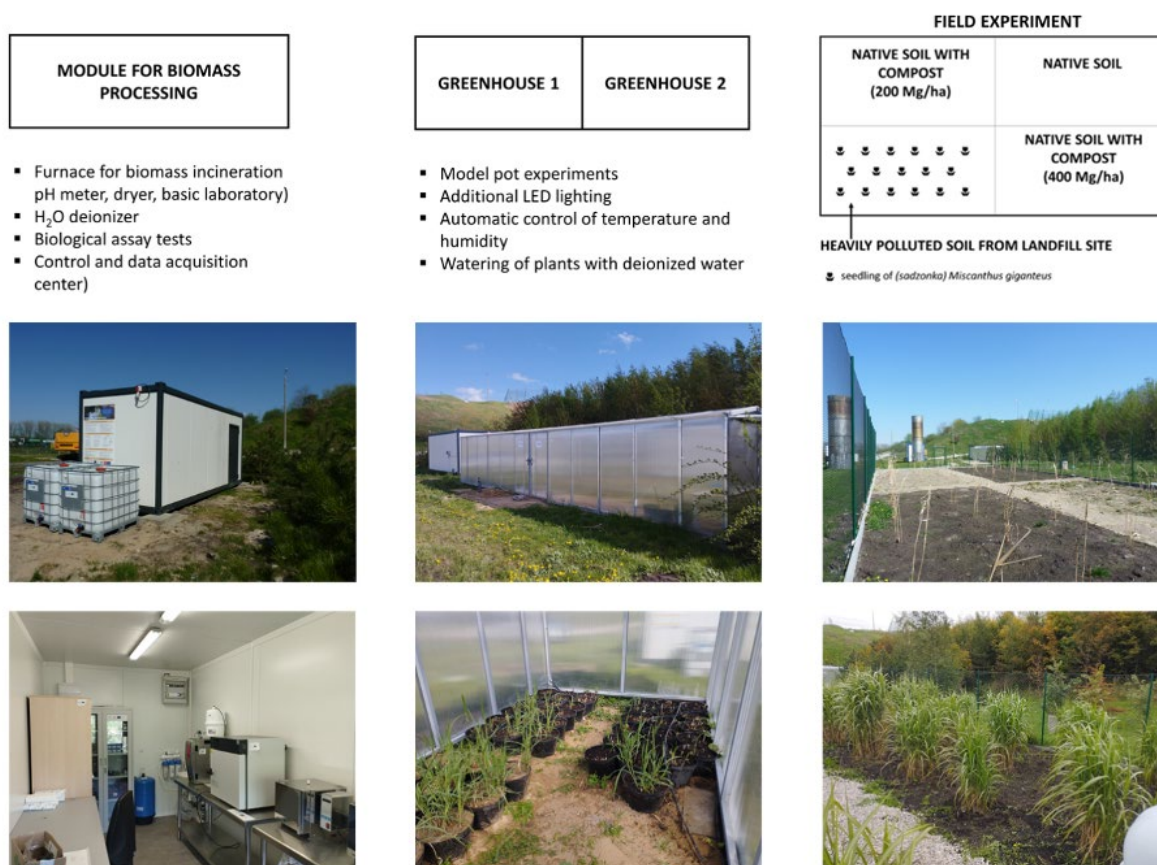 MODULE FOR BIOMASS
PROCESSING
▪ Furnace for biomass incineration
pH meter, dryer, basic laboratory)
▪ H₂O deionizer
▪ Biological assay tests
▪ Control and data acquisition
center)
GREENHOUSE 1
GREENHOUSE 2
▪ Model pot experiments
▪ Additional LED lighting
▪ Automatic control of temperature and
humidity
▪ Watering of plants with deionized water
FIELD EXPERIMENT
NATIVE SOIL WITH
COMPOST
(200 Mg/ha)
NATIVE SOIL
NATIVE SOIL WITH
COMPOST
(400 Mg/ha)
HEAVILY POLLUTED SOIL FROM LANDFILL SITE
seedling of (sadzonka) Miscanthus giganteus